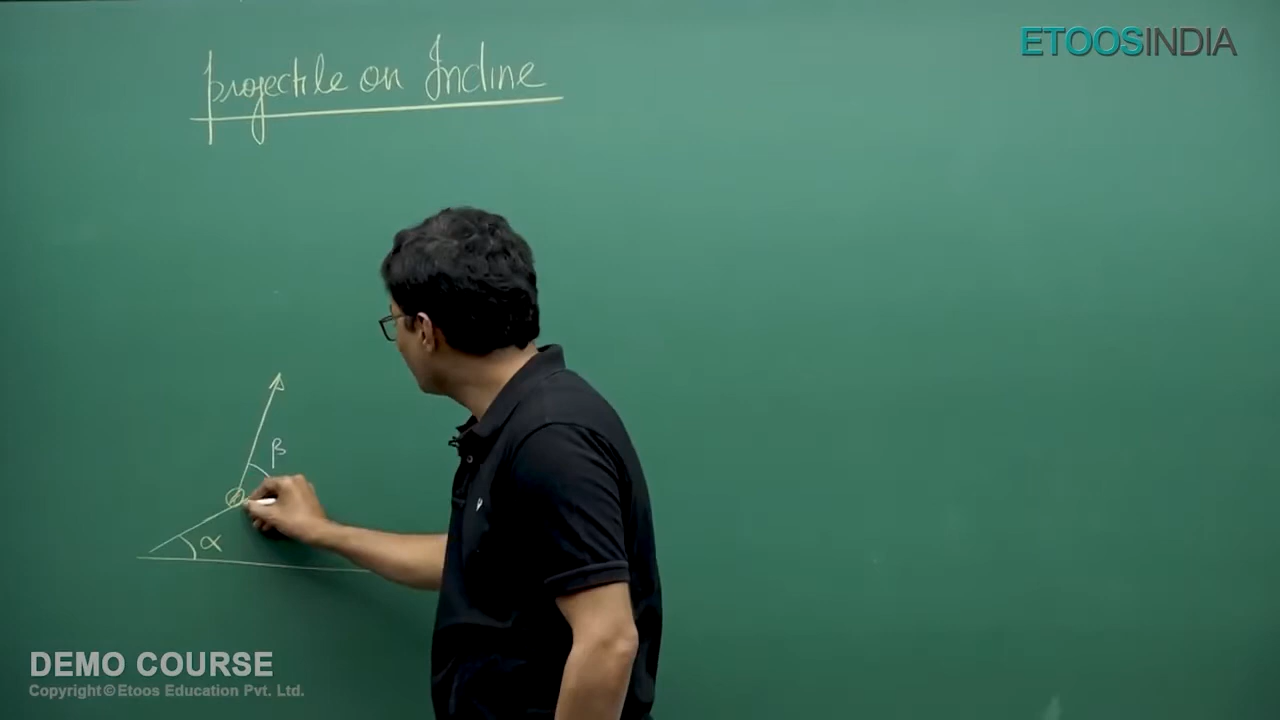 ETOOSINDIA
projectile on Incline
β
α
DEMO COURSE
Copyright © Etoos Education Pvt. Ltd.